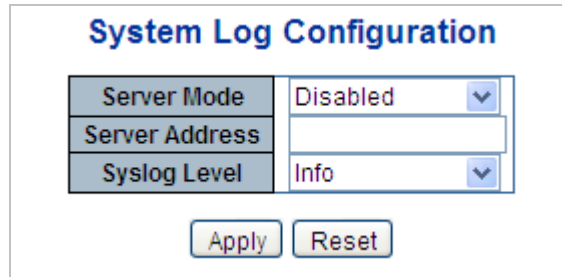 System Log Configuration
Server Mode Disabled
Server Address
Syslog Level Info
Apply Reset